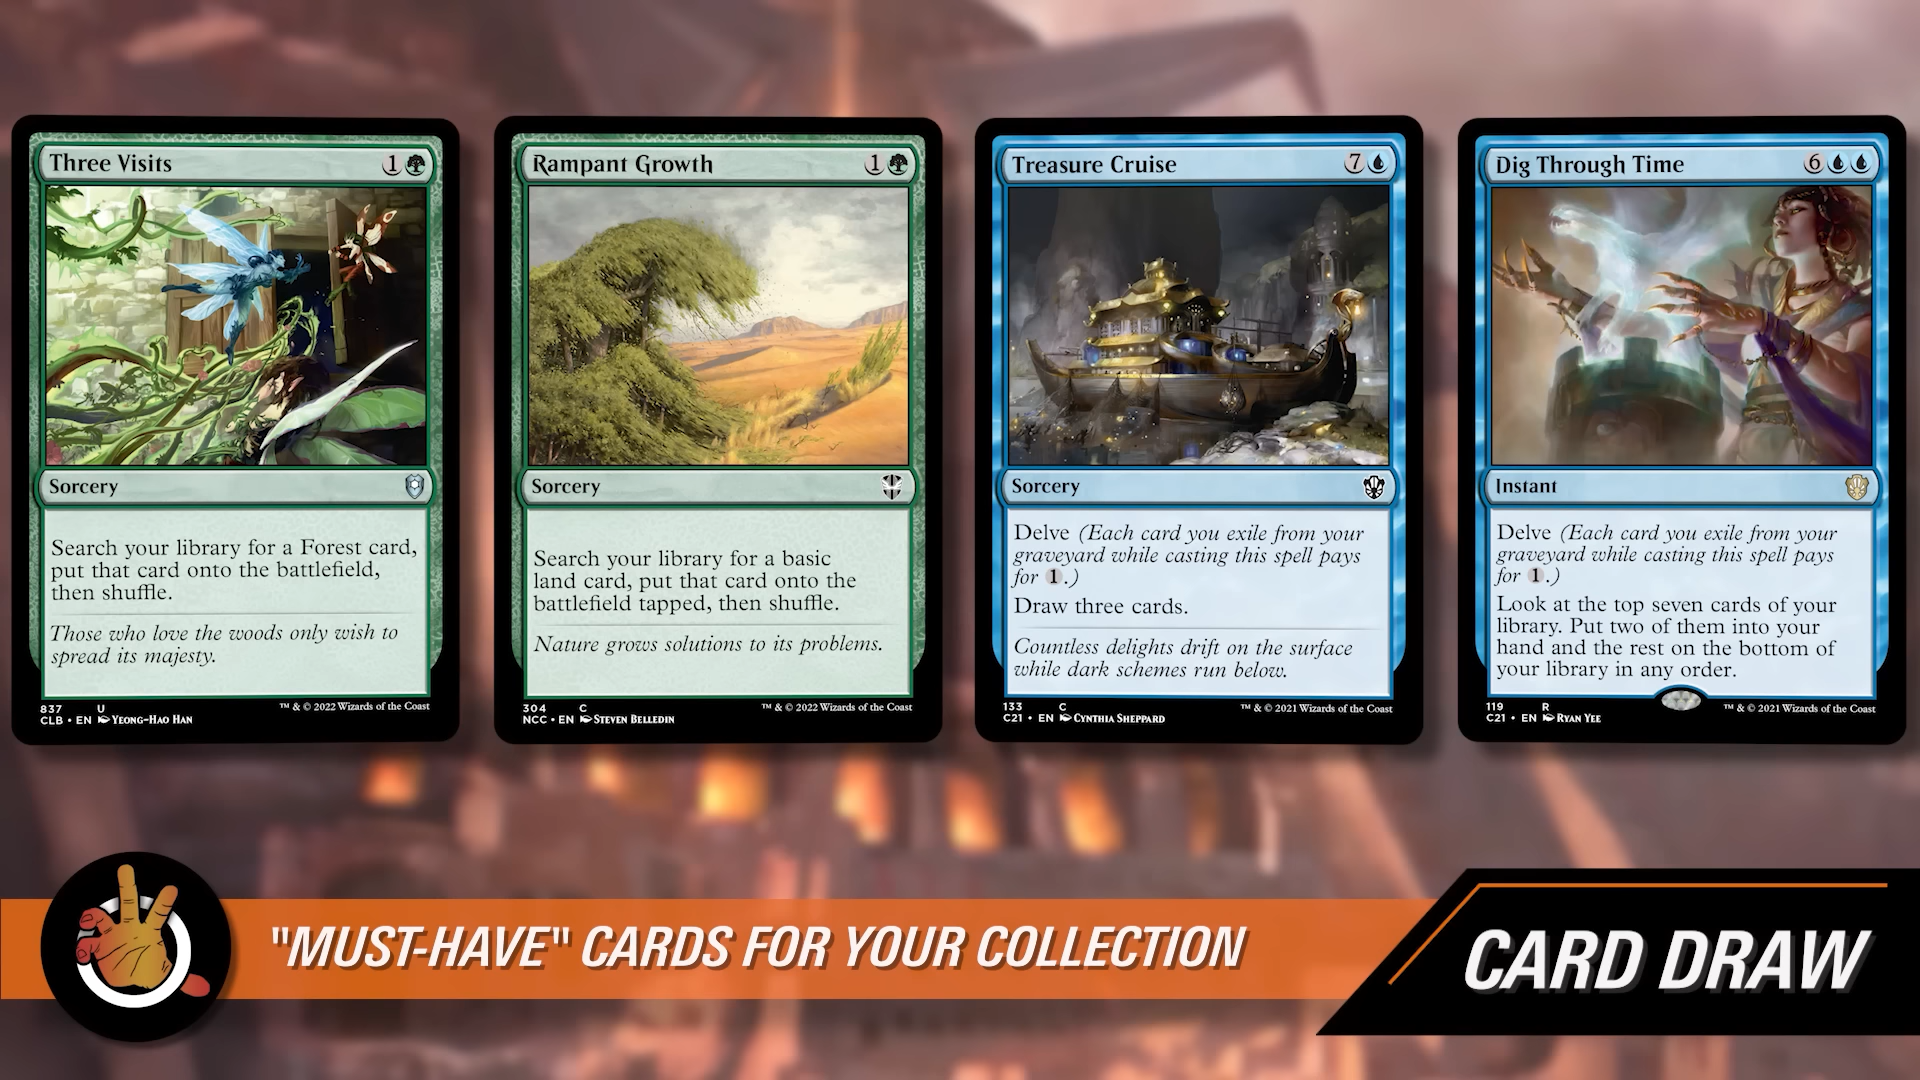 Three Visits 1
Sorcery
Search your library for a Forest card,
put that card onto the battlefield,
then shuffle.
Those who love the woods only wish to
spread its majesty.
837 U
CLB • EN Yeong-Hao Han
™ & © 2022 Wizards of the Coast
Rampant Growth 1
Sorcery
Search your library for a basic
land card, put that card onto the
battlefield tapped, then shuffle.
Nature grows solutions to its problems.
304 C
NCC • EN Steven Belledin
™ & © 2022 Wizards of the Coast
Treasure Cruise 7
Sorcery
Delve (Each card you exile from your
graveyard while casting this spell pays
for 1.)
Draw three cards.
Countless delights drift on the surface
while dark schemes run below.
133 C
C21 • EN Cynthia Sheppard
™ & © 2021 Wizards of the Coast
Dig Through Time 6
Instant
Delve (Each card you exile from your
graveyard while casting this spell pays
for 1.)
Look at the top seven cards of your
library. Put two of them into your
hand and the rest on the bottom of
your library in any order.
119 R
C21 • EN Ryan Yee
™ & © 2021 Wizards of the Coast
"MUST-HAVE" CARDS FOR YOUR COLLECTION
CARD DRAW